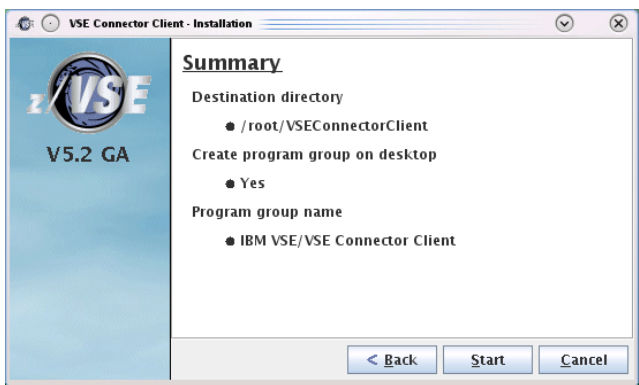 VSE Connector Client - Installation
z/VSE
V5.2 GA
Summary
Destination directory
/root/VSEConnectorClient
Create program group on desktop
Yes
Program group name
IBM VSE/VSE Connector Client
< Back Start Cancel